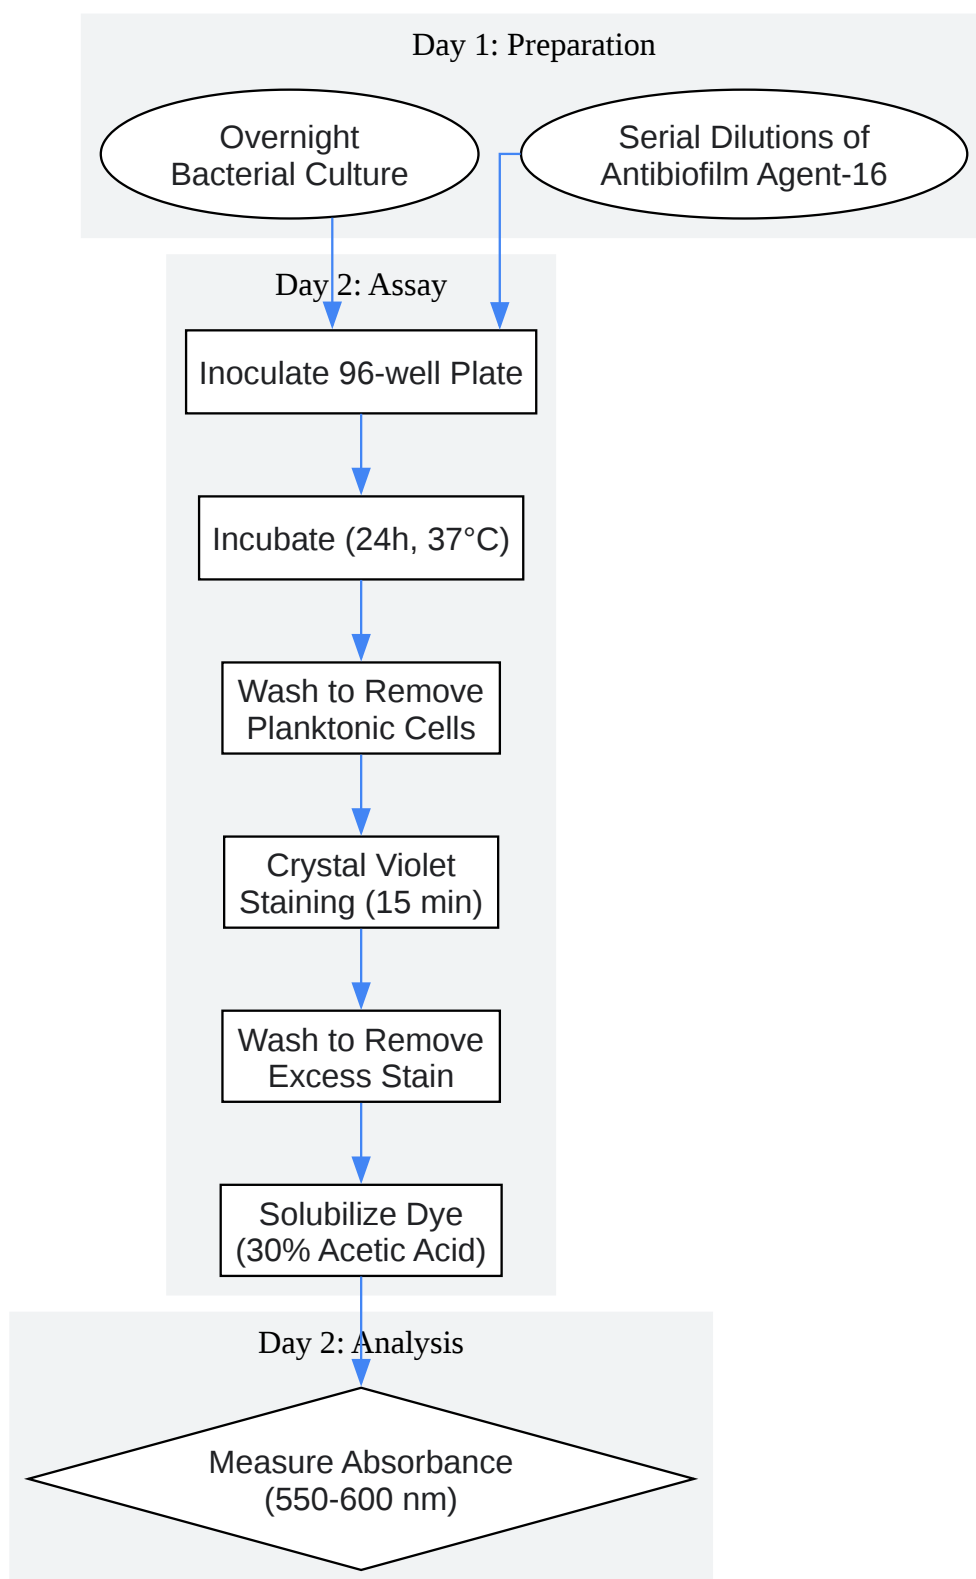 Day 1: Preparation
Overnight
Bacterial Culture
Serial Dilutions of
Antibiofilm Agent-16
Day 2: Assay
Inoculate 96-well Plate
Incubate (24h, 37°C)
Wash to Remove
Planktonic Cells
Crystal Violet
Staining (15 min)
Wash to Remove
Excess Stain
Solubilize Dye
(30% Acetic Acid)
Day 2: Analysis
Measure Absorbance
(550-600 nm)